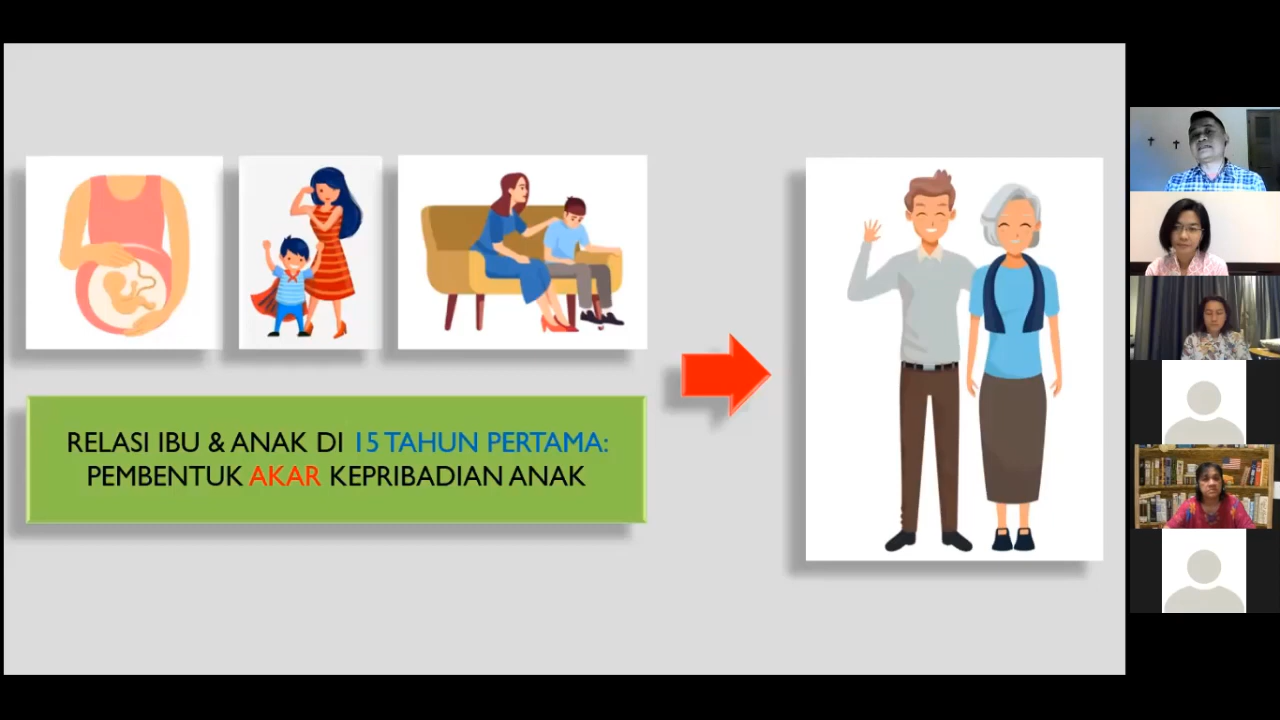 RELASI IBU & ANAK DI 15 TAHUN PERTAMA:
PEMBENTUK AKAR KEPRIBADIAN ANAK